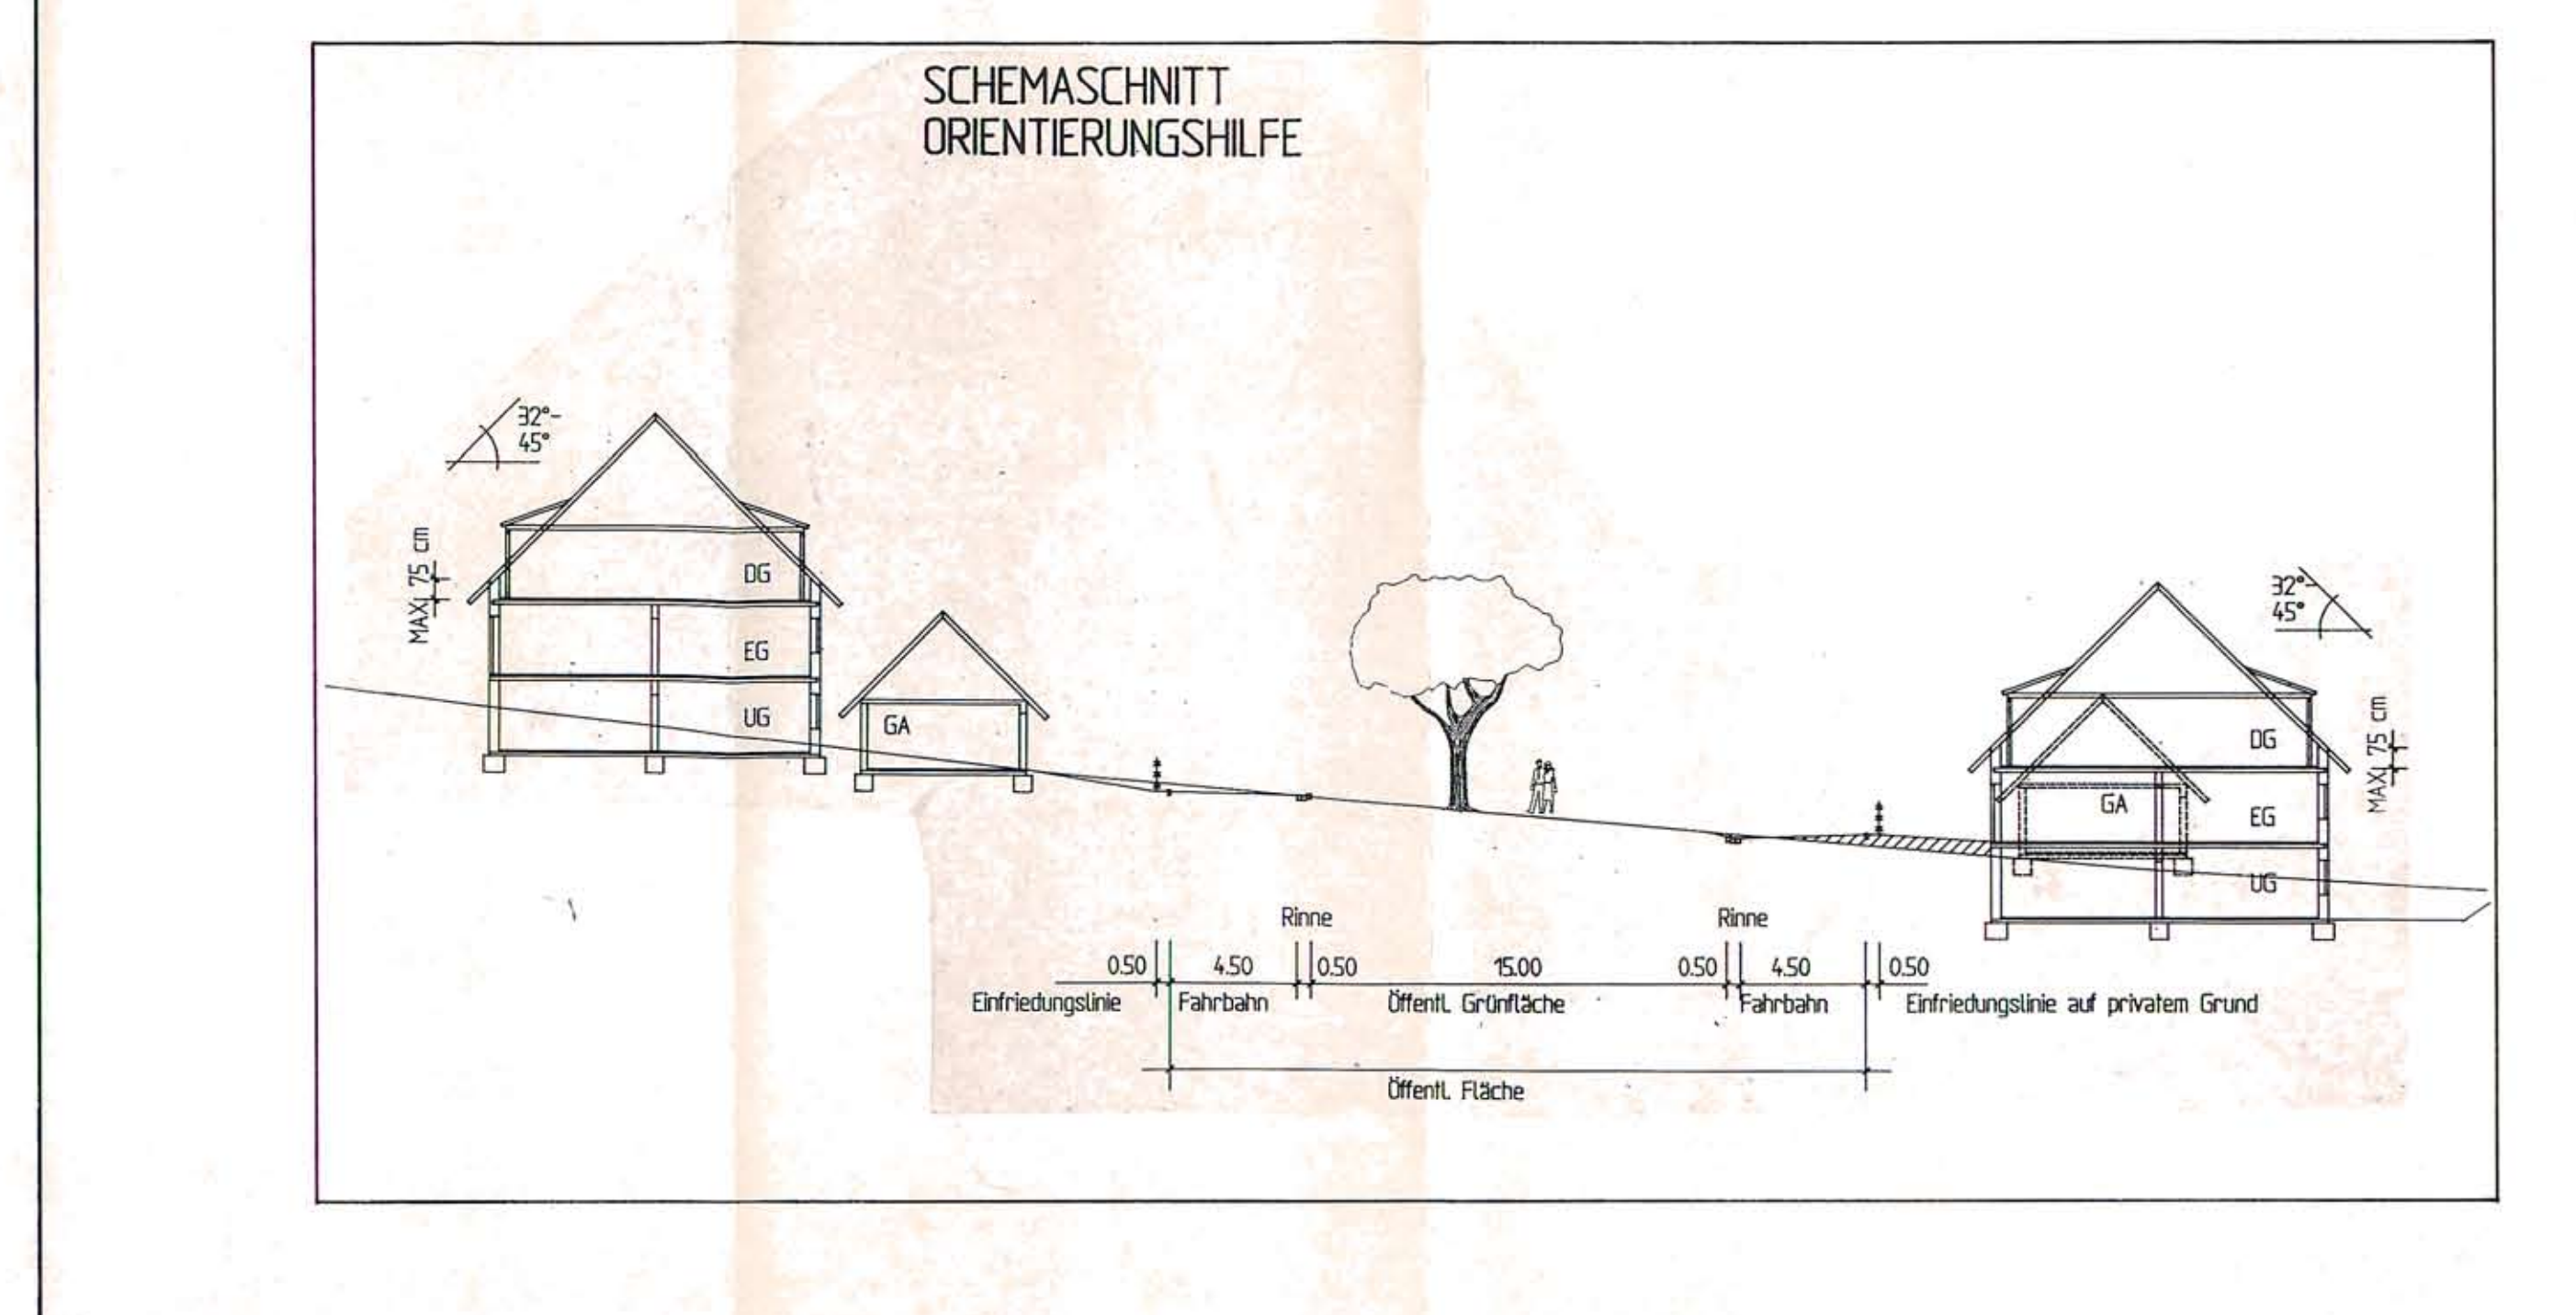 SCHEMASCHNITT
ORIENTIERUNGSHILFE
32°-
45°
MAX. 75 cm
DG
EG
UG
GA
32°-
45°
MAX. 75 cm
DG
GA
EG
UG
Rinne
Rinne
0.50 4.50 0.50 15.00 0.50 4.50 0.50
Einfriedungslinie Fahrbahn Öffentl. Grünfläche Fahrbahn Einfriedungslinie auf privatem Grund
Öffentl. Fläche